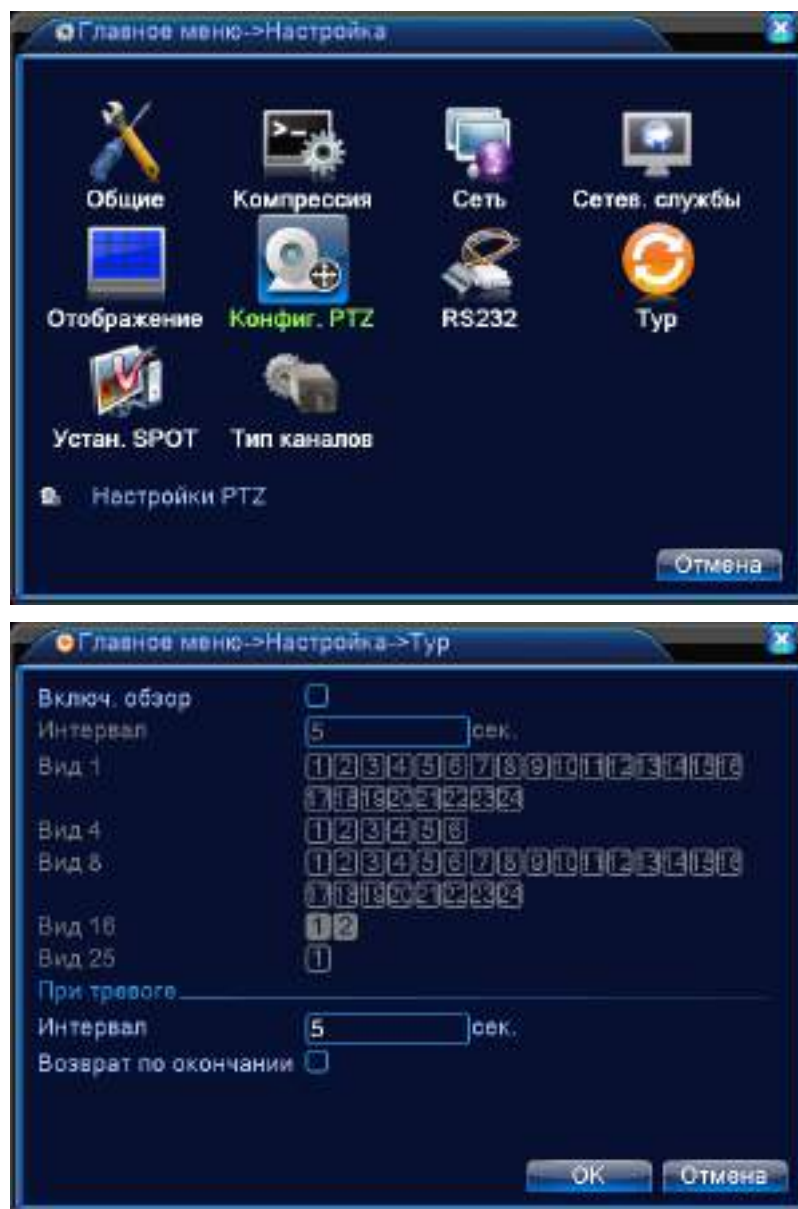 Главное меню->Настройка
Общие Компрессия Сеть Сетев. службы
Отображение Конфиг. PTZ RS232 Тур
Устан. SPOT Тип каналов
Настройки PTZ
Отмена
Главное меню->Настройка->Тур
Включ. обзор
Интервал 5 сек.
Вид 1 1 2 3 4 5 6 7 8 9 10 11 12 13 14 15 16
17 18 19 20 21 22 23 24
Вид 4 1 2 3 4 5 6
Вид 8 1 2 3 4 5 6 7 8 9 10 11 12 13 14 15 16
17 18 19 20 21 22 23 24
Вид 16 1 2
Вид 25 1
При тревоге
Интервал 5 сек.
Возврат по окончании
OK Отмена